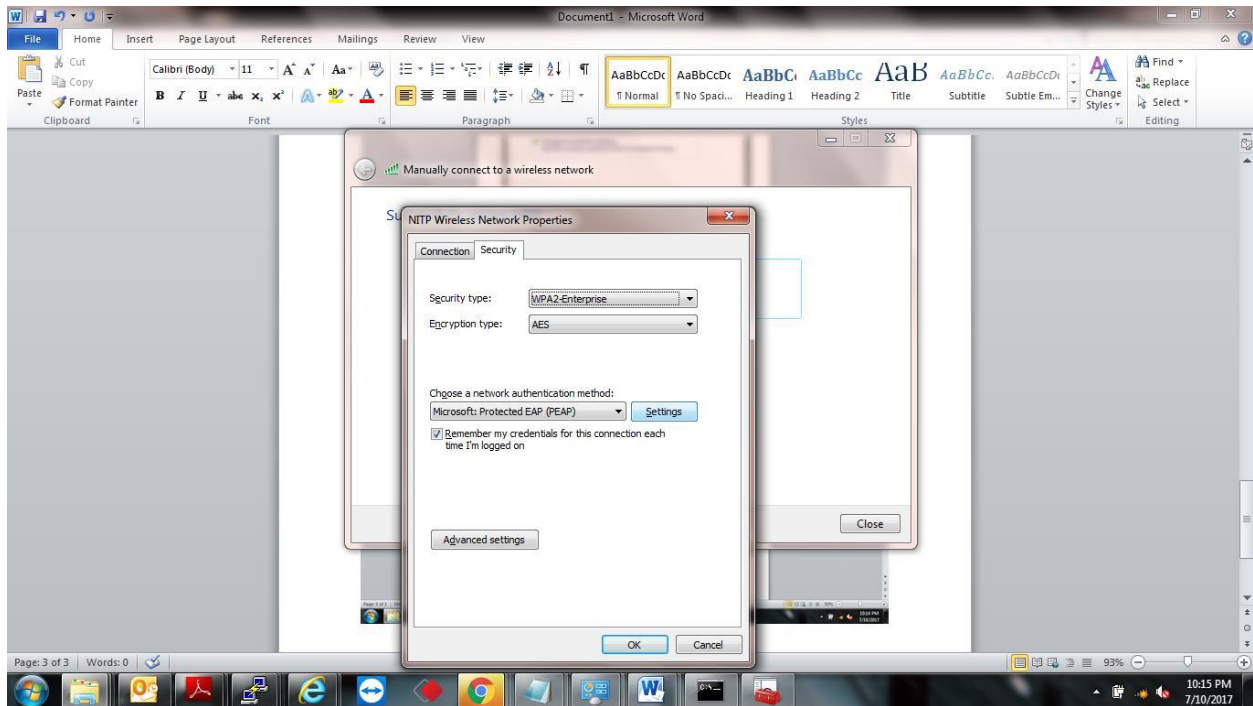 Document1 - Microsoft Word
File Home Insert Page Layout References Mailings Review View
Paste
Cut
Copy
Format Painter
Clipboard
Calibri (Body) 11
Font
Paragraph
AaBbCcDc AaBbCcDc AaBbC AaBbCc AaB AaBbCc. AaBbCcDc
¶ Normal ¶ No Spaci... Heading 1 Heading 2 Title Subtitle Subtle Em...
Change Styles
Styles
Find
Replace
Select
Editing
Manually connect to a wireless network
Su
NITP Wireless Network Properties
Connection Security
Security type: WPA2-Enterprise
Encryption type: AES
Choose a network authentication method:
Microsoft: Protected EAP (PEAP) Settings
Remember my credentials for this connection each
time I'm logged on
Advanced settings
Close
OK Cancel
Page: 3 of 3 Words: 0 93%
10:15 PM
7/10/2017